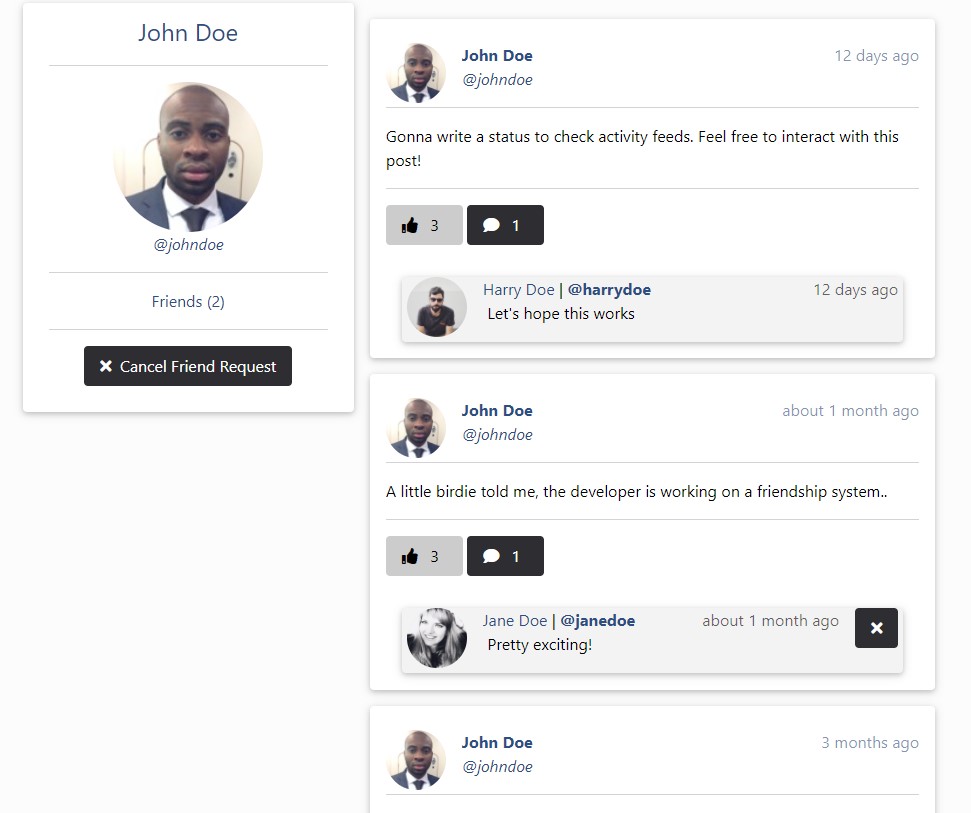 John Doe
@johndoe
Friends (2)
Cancel Friend Request
John Doe
12 days ago
@johndoe
Gonna write a status to check activity feeds. Feel free to interact with this
post!
3 1
Harry Doe | @harrydoe 12 days ago
Let's hope this works
John Doe
about 1 month ago
@johndoe
A little birdie told me, the developer is working on a friendship system..
3 1
Jane Doe | @janedoe about 1 month ago
Pretty exciting!
John Doe
3 months ago
@johndoe